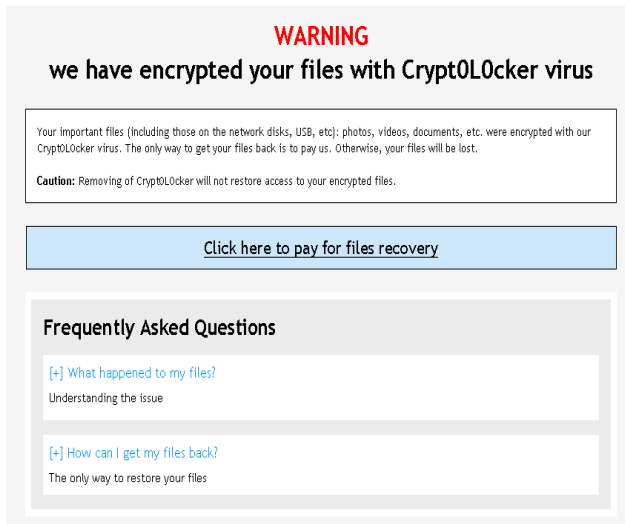 WARNING
we have encrypted your files with Crypt0L0cker virus
Your important files (including those on the network disks, USB, etc): photos, videos, documents, etc. were encrypted with our
Crypt0L0cker virus. The only way to get your files back is to pay us. Otherwise, your files will be lost.
Caution: Removing of Crypt0L0cker will not restore access to your encrypted files.
Click here to pay for files recovery
Frequently Asked Questions
[+] What happened to my files?
Understanding the issue
[+] How can I get my files back?
The only way to restore your files